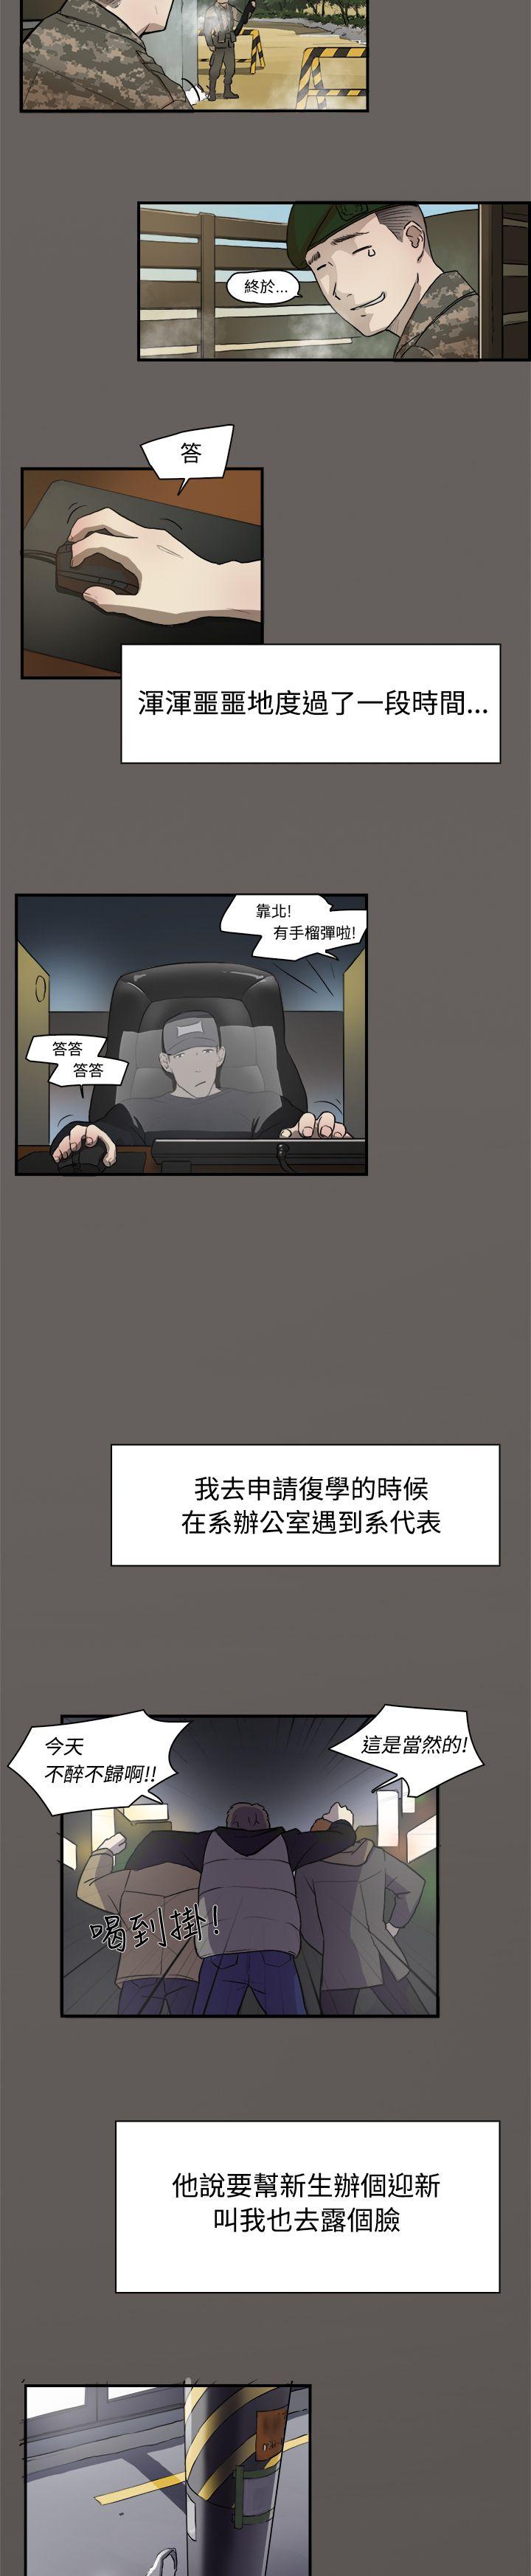 終於...
答
渾渾噩噩地度過了一段時間...
靠北!
有手榴彈啦!
答答
答答
我去申請復學的時候
在系辦公室遇到系代表
今天
不醉不歸啊!!
這是當然的!
喝到掛!
他說要幫新生辦個迎新
叫我也去露個臉